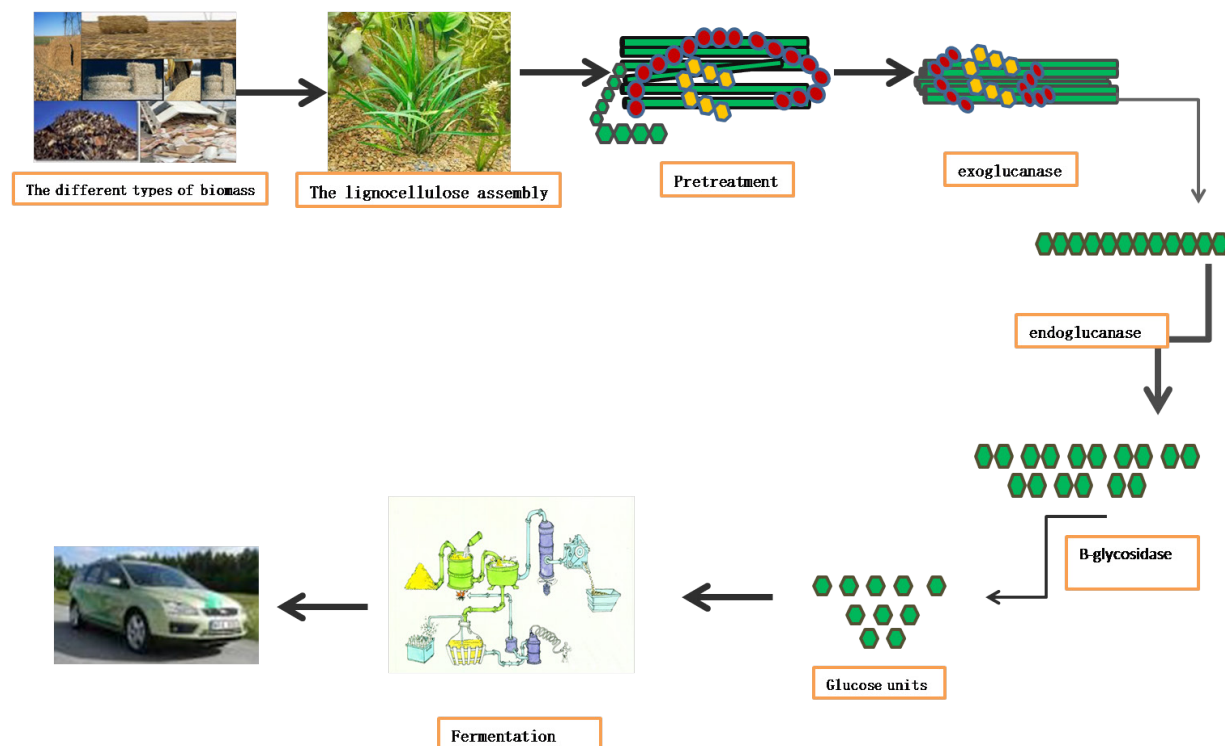 The different types of biomass
The lignocellulose assembly
Pretreatment
exoglucanase
endoglucanase
B-glycosidase
Glucose units
Fermentation